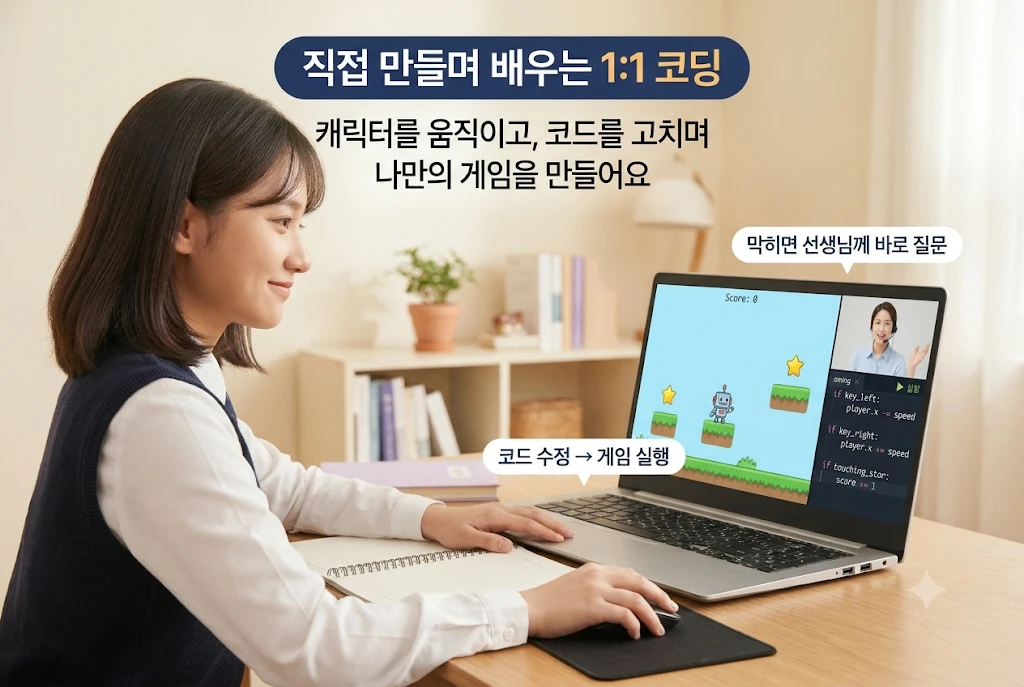 직접 만들며 배우는 1:1 코딩
캐릭터를 움직이고, 코드를 고치며
나만의 게임을 만들어요
막히면 선생님께 바로 질문
Score: 0
▶ 실행
if key_left:
player.x -= speed
if key_right:
player.x += speed
if touching_star:
score += 1
코드 수정 → 게임 실행